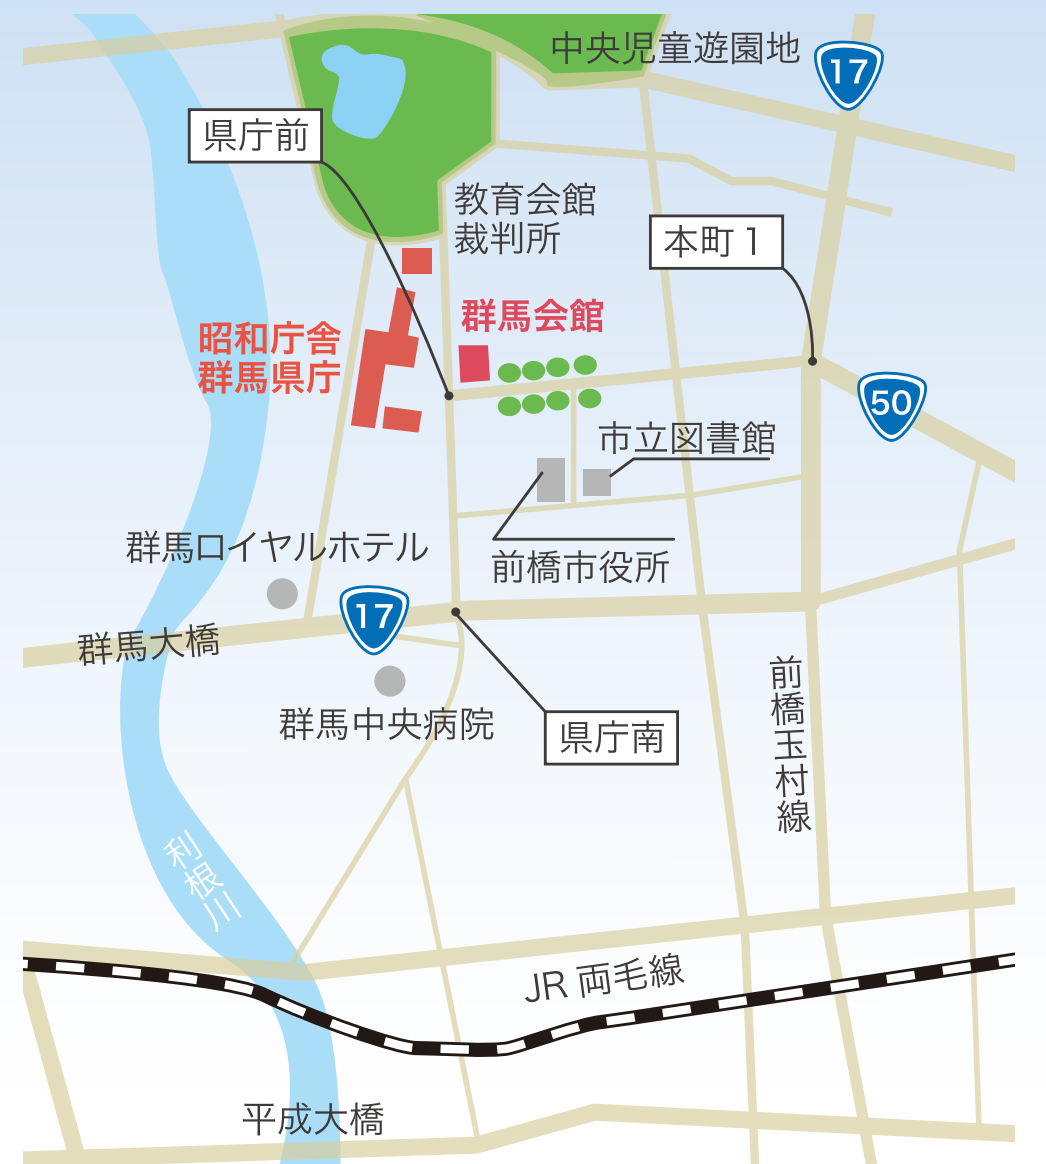 中央児童遊園地
17
県庁前
教育会館
裁判所
本町1
群馬会館
昭和庁舎
群馬県庁
50
市立図書館
群馬ロイヤルホテル
前橋市役所
17
群馬大橋
群馬中央病院
県庁南
前橋玉村線
利根川
JR 両毛線
平成大橋